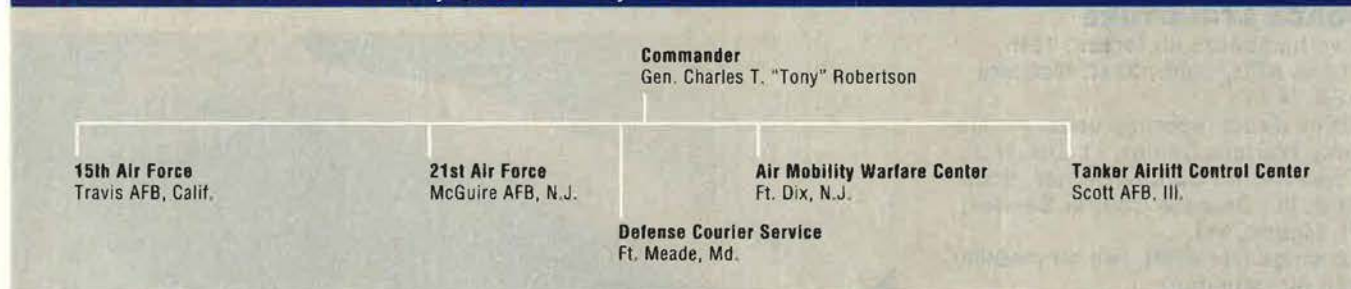 Commander
Gen. Charles T. "Tony" Robertson
15th Air Force
Travis AFB, Calif.
21st Air Force
McGuire AFB, N.J.
Air Mobility Warfare Center
Ft. Dix, N.J.
Tanker Airlift Control Center
Scott AFB, Ill.
Defense Courier Service
Ft. Meade, Md.